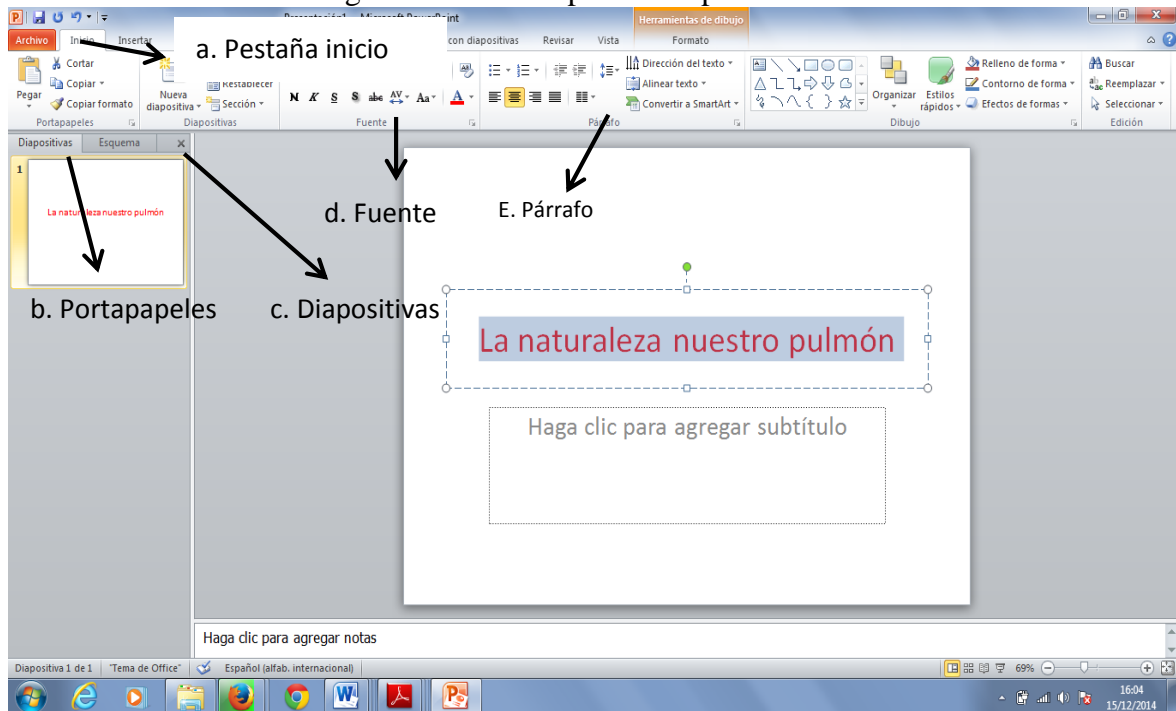 Archivo Inicio Insertar con diapositivas Revisar Vista Herramientas de dibujo Formato
a. Pestaña inicio
Pegar
Cortar
Copiar
Copiar formato
Portapapeles
Nueva diapositiva
Restablecer
Sección
Diapositivas
N K S S abc AV Aa A
Fuente
Párrafo
Dirección del texto
Alinear texto
Convertir a SmartArt
Organizar
Estilos rápidos
Relleno de forma
Contorno de forma
Efectos de formas
Dibujo
Buscar
Reemplazar
Seleccionar
Edición
Diapositivas Esquema
1
La naturaleza nuestro pulmón
d. Fuente
E. Párrafo
b. Portapapeles
c. Diapositivas
La naturaleza nuestro pulmón
Haga clic para agregar subtítulo
Haga clic para agregar notas
Diapositiva 1 de 1 "Tema de Office" Español (alfab. internacional) 69%
16:04
15/12/2014